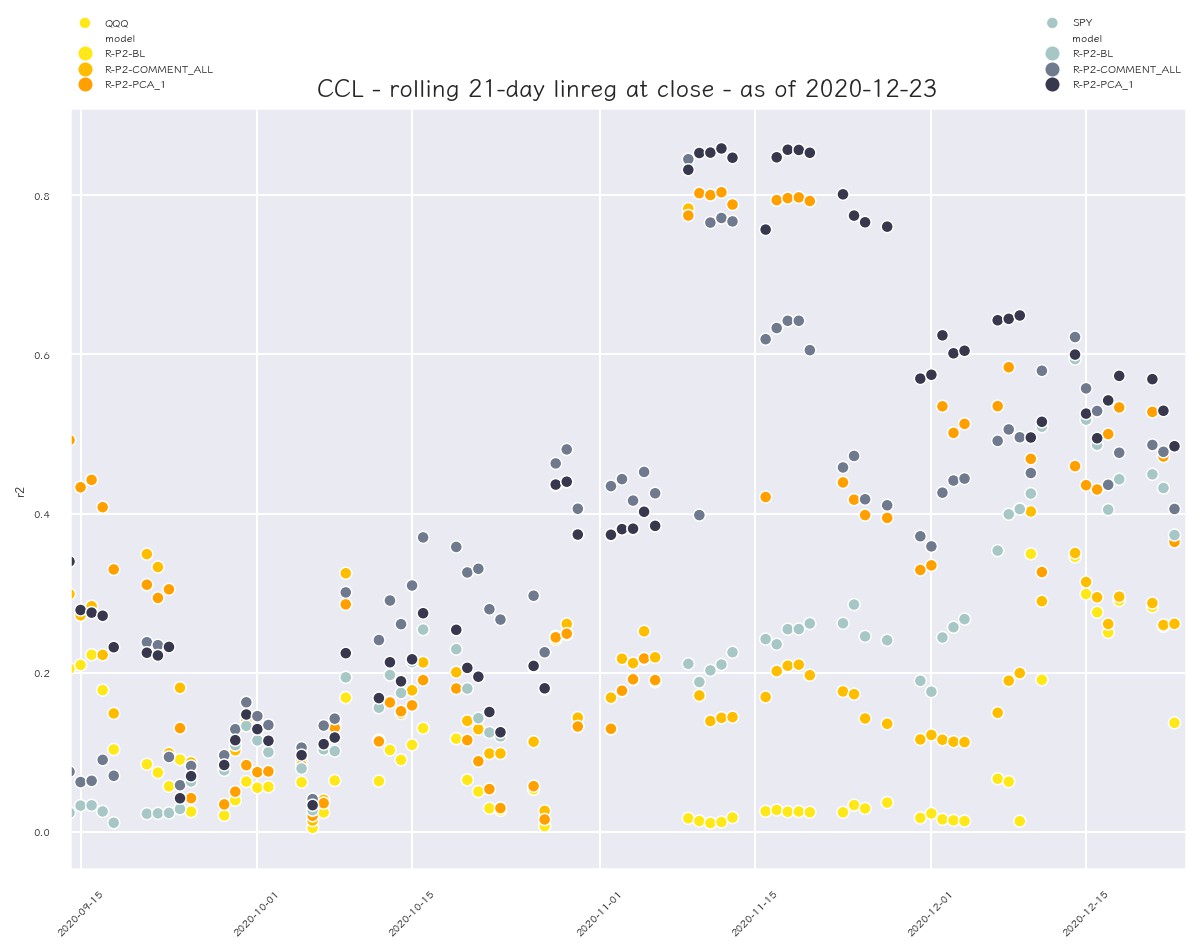 QQQ
model
R-P2-BL
R-P2-COMMENT_ALL
R-P2-PCA_1
SPY
model
R-P2-BL
R-P2-COMMENT_ALL
R-P2-PCA_1
CCL - rolling 21-day linreg at close - as of 2020-12-23
0.8
0.6
0.4
0.2
0.0
r2
2020-09-15
2020-10-01
2020-10-15
2020-11-01
2020-11-15
2020-12-01
2020-12-15